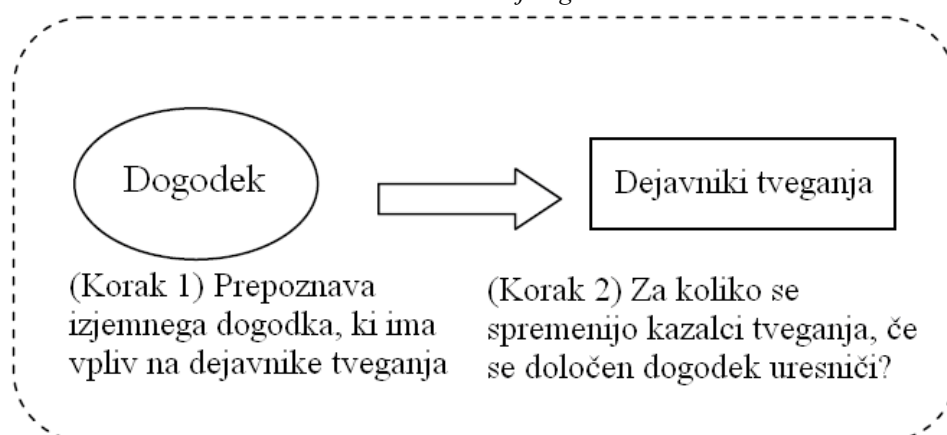 Dogodek
Dejavniki tveganja
(Korak 1) Prepoznava
izjemnega dogodka, ki ima
vpliv na dejavnike tveganja
(Korak 2) Za koliko se
spremenijo kazalci tveganja, če
se določen dogodek uresniči?